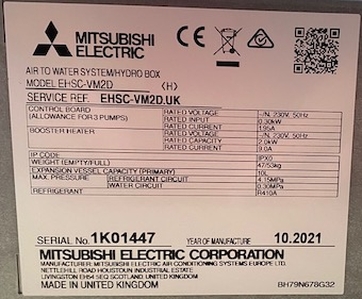 MITSUBISHI
ELECTRIC
AIR TO WATER SYSTEM/HYDRO BOX
MODEL EHSC-VM2D (H)
SERVICE REF. EHSC-VM2D.UK
CONTROL BOARD RATED VOLTAGE ~/N, 230V, 50Hz
(ALLOWANCE FOR 3 PUMPS) RATED INPUT 0.30kW
RATED CURRENT 1.95A
BOOSTER HEATER RATED VOLTAGE ~/N, 230V, 50Hz
RATED CAPACITY 2.0kW
RATED CURRENT 9.0A
IP CODE IPX0
WEIGHT (EMPTY/FULL) 47/53kg
EXPANSION VESSEL CAPACITY (PRIMARY) 10L
MAX. PRESSURE REFRIGERANT CIRCUIT 4.15MPa
WATER CIRCUIT 0.30MPa
REFRIGERANT R410A
SERIAL No. 1K01447 YEAR OF MANUFACTURE 10.2021
MITSUBISHI ELECTRIC CORPORATION
MANUFACTURER: MITSUBISHI ELECTRIC AIR CONDITIONING SYSTEMS EUROPE LTD.
NETTLEHILL ROAD HOUSTOUN INDUSTRIAL ESTATE
LIVINGSTON EH54 5EQ, SCOTLAND, UNITED KINGDOM
MADE IN UNITED KINGDOM BH79N678G32